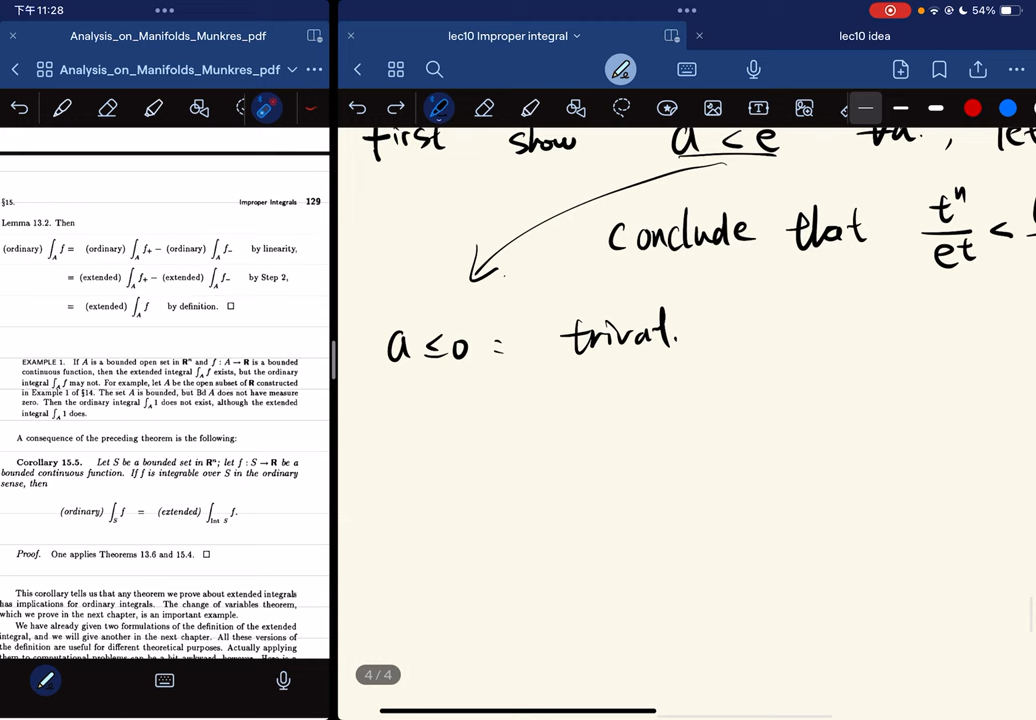 下午11:28
54%
Analysis_on_Manifolds_Munkres_pdf
lec10 Improper integral
lec10 idea
Analysis_on_Manifolds_Munkres_pdf
§15.
Improper Integrals 129
Lemma 13.2. Then
(ordinary) ∫_A f = (ordinary) ∫_A f₊ − (ordinary) ∫_A f₋ by linearity,
= (extended) ∫_A f₊ − (extended) ∫_A f₋ by Step 2,
= (extended) ∫_A f by definition. □
EXAMPLE 1. If A is a bounded open set in Rⁿ and f : A → R is a bounded
continuous function, then the extended integral ∫_A f exists, but the ordinary
integral ∫_A f may not. For example, let A be the open subset of R constructed
in Example 1 of §14. The set A is bounded, but Bd A does not have measure
zero. Then the ordinary integral ∫_A 1 does not exist, although the extended
integral ∫_A 1 does.
A consequence of the preceding theorem is the following:
Corollary 15.5. Let S be a bounded set in Rⁿ; let f : S → R be a
bounded continuous function. If f is integrable over S in the ordinary
sense, then
(ordinary) ∫_S f = (extended) ∫_Int S f.
Proof. One applies Theorems 13.6 and 15.4. □
This corollary tells us that any theorem we prove about extended integrals
has implications for ordinary integrals. The change of variables theorem,
which we prove in the next chapter, is an important example.
We have already given two formulations of the definition of the extended
integral, and we will give another in the next chapter. All these versions of
the definition are useful for different theoretical purposes. Actually applying
first show a < e ∀a. , let
conclude that tⁿ/et <
a ≤ 0 : trival.
4 / 4